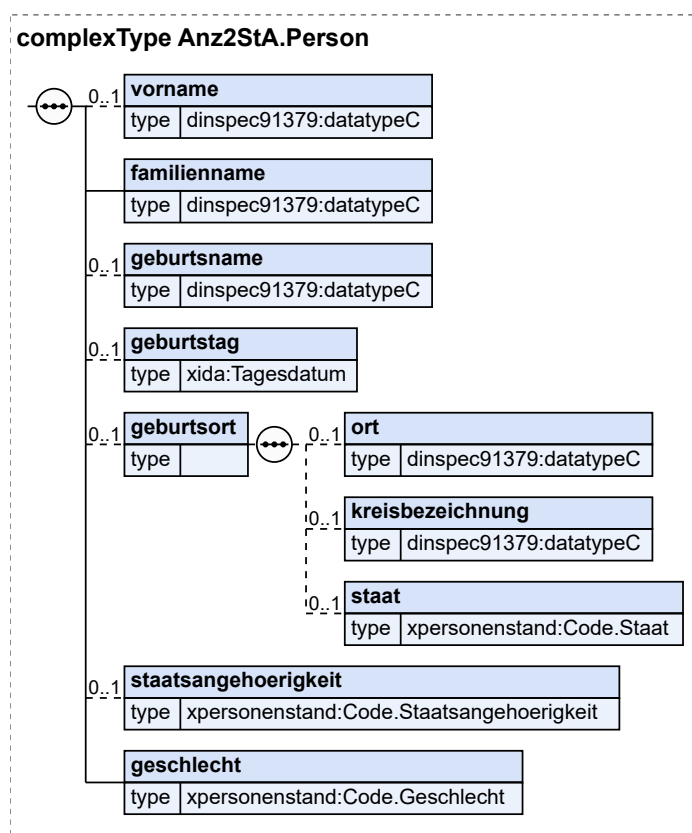 complexType Anz2StA.Person
0..1 vorname
type dinspec91379:datatypeC
familienname
type dinspec91379:datatypeC
0..1 geburtsname
type dinspec91379:datatypeC
0..1 geburtstag
type xida:Tagesdatum
0..1 geburtsort 0..1 ort
type type dinspec91379:datatypeC
0..1 kreisbezeichnung
type dinspec91379:datatypeC
0..1 staat
type xpersonenstand:Code.Staat
0..1 staatsangehoerigkeit
type xpersonenstand:Code.Staatsangehoerigkeit
geschlecht
type xpersonenstand:Code.Geschlecht